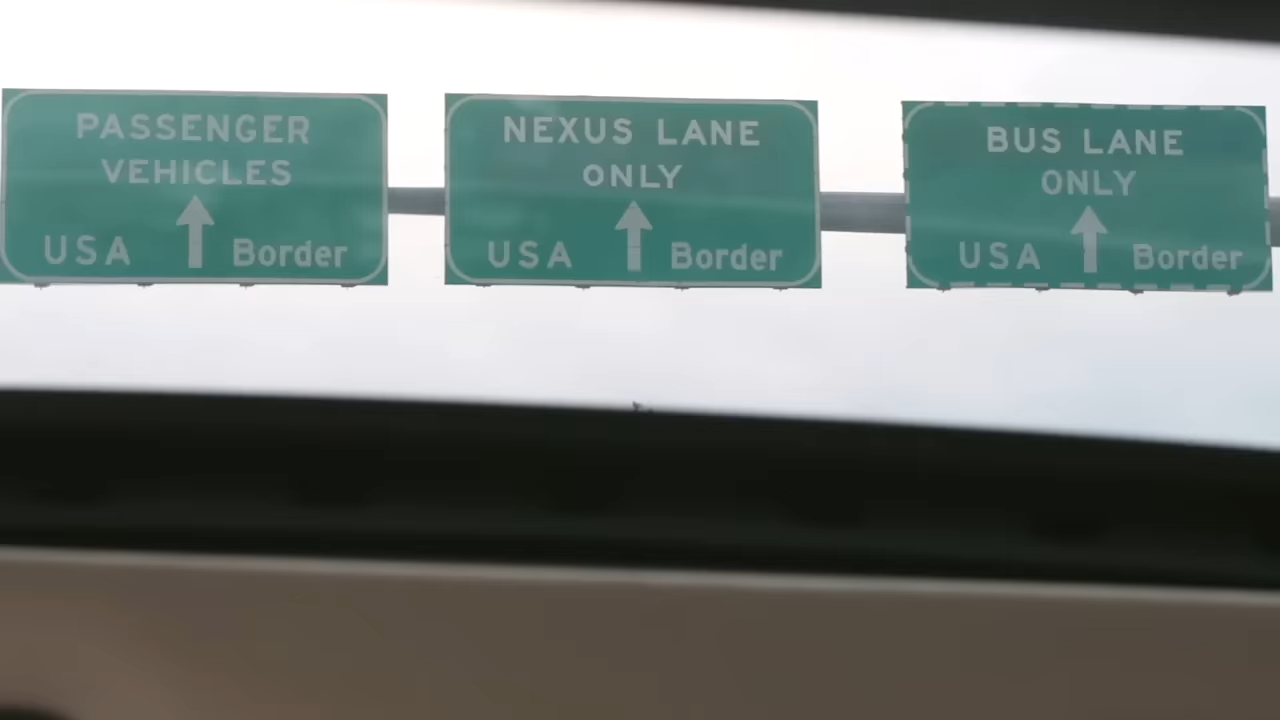 PASSENGER
VEHICLES
USA Border
NEXUS LANE
ONLY
USA Border
BUS LANE
ONLY
USA Border